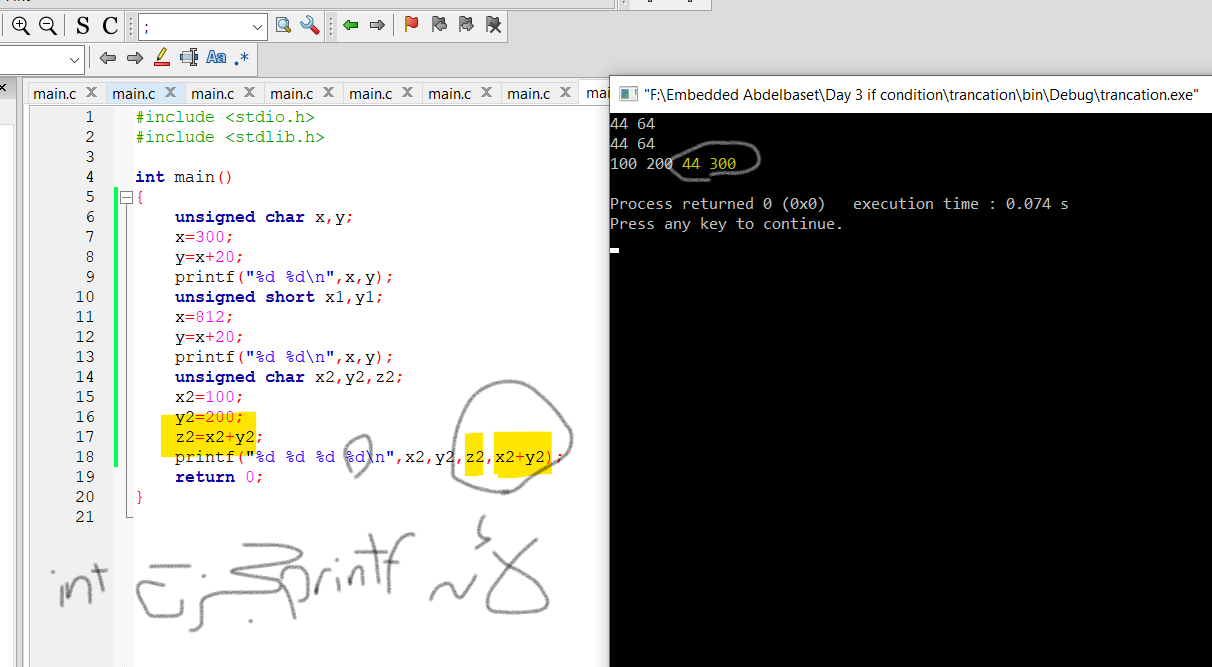 S C ;
Aa .*
main.c main.c main.c main.c main.c main.c main.c mai
1 #include <stdio.h>
2 #include <stdlib.h>
3
4 int main()
5 {
6 unsigned char x,y;
7 x=300;
8 y=x+20;
9 printf("%d %d\n",x,y);
10 unsigned short x1,y1;
11 x=812;
12 y=x+20;
13 printf("%d %d\n",x,y);
14 unsigned char x2,y2,z2;
15 x2=100;
16 y2=200;
17 z2=x2+y2;
18 printf("%d %d %d %d\n",x2,y2,z2,x2+y2);
19 return 0;
20 }
21
int printf
"F:\Embedded Abdelbaset\Day 3 if condition\trancation\bin\Debug\trancation.exe"
44 64
44 64
100 200 44 300
Process returned 0 (0x0) execution time : 0.074 s
Press any key to continue.